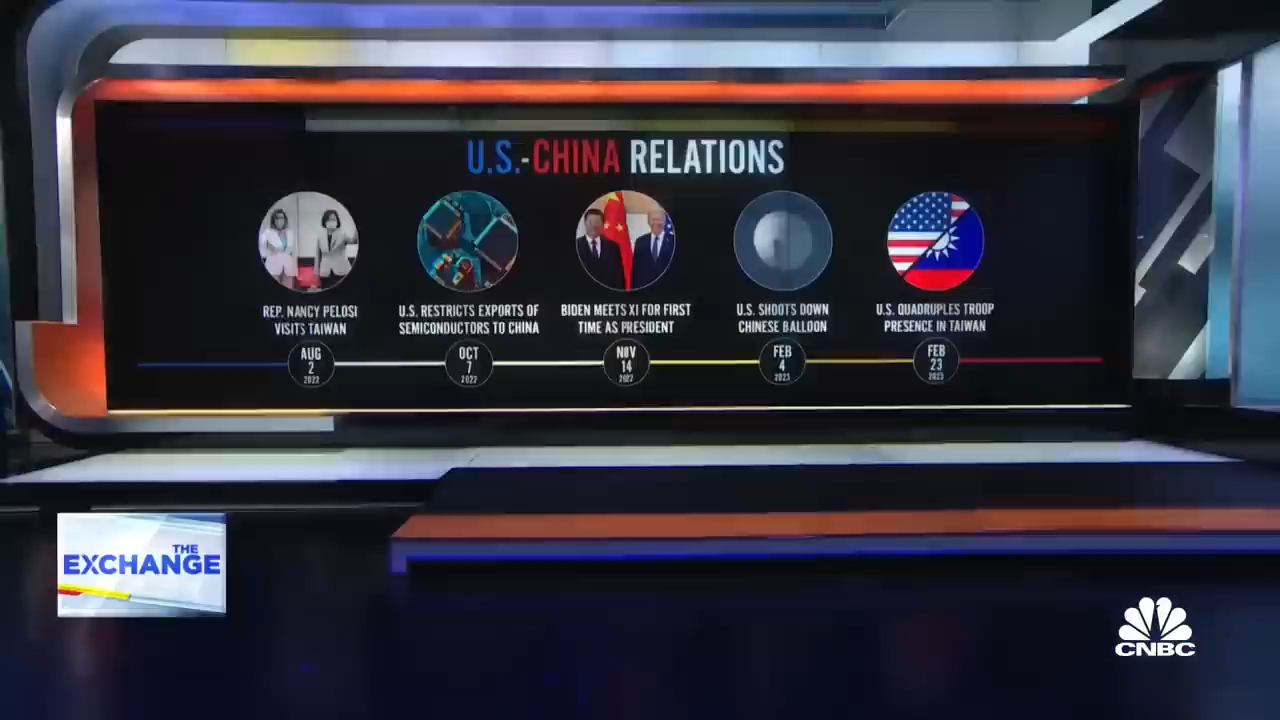 U.S.-CHINA RELATIONS
REP. NANCY PELOSI
VISITS TAIWAN
AUG
2
2022
U.S. RESTRICTS EXPORTS OF
SEMICONDUCTORS TO CHINA
OCT
7
2022
BIDEN MEETS XI FOR FIRST
TIME AS PRESIDENT
NOV
14
2022
U.S. SHOOTS DOWN
CHINESE BALLOON
FEB
4
2023
U.S. QUADRUPLES TROOP
PRESENCE IN TAIWAN
FEB
23
2023
THE
EXCHANGE
CNBC